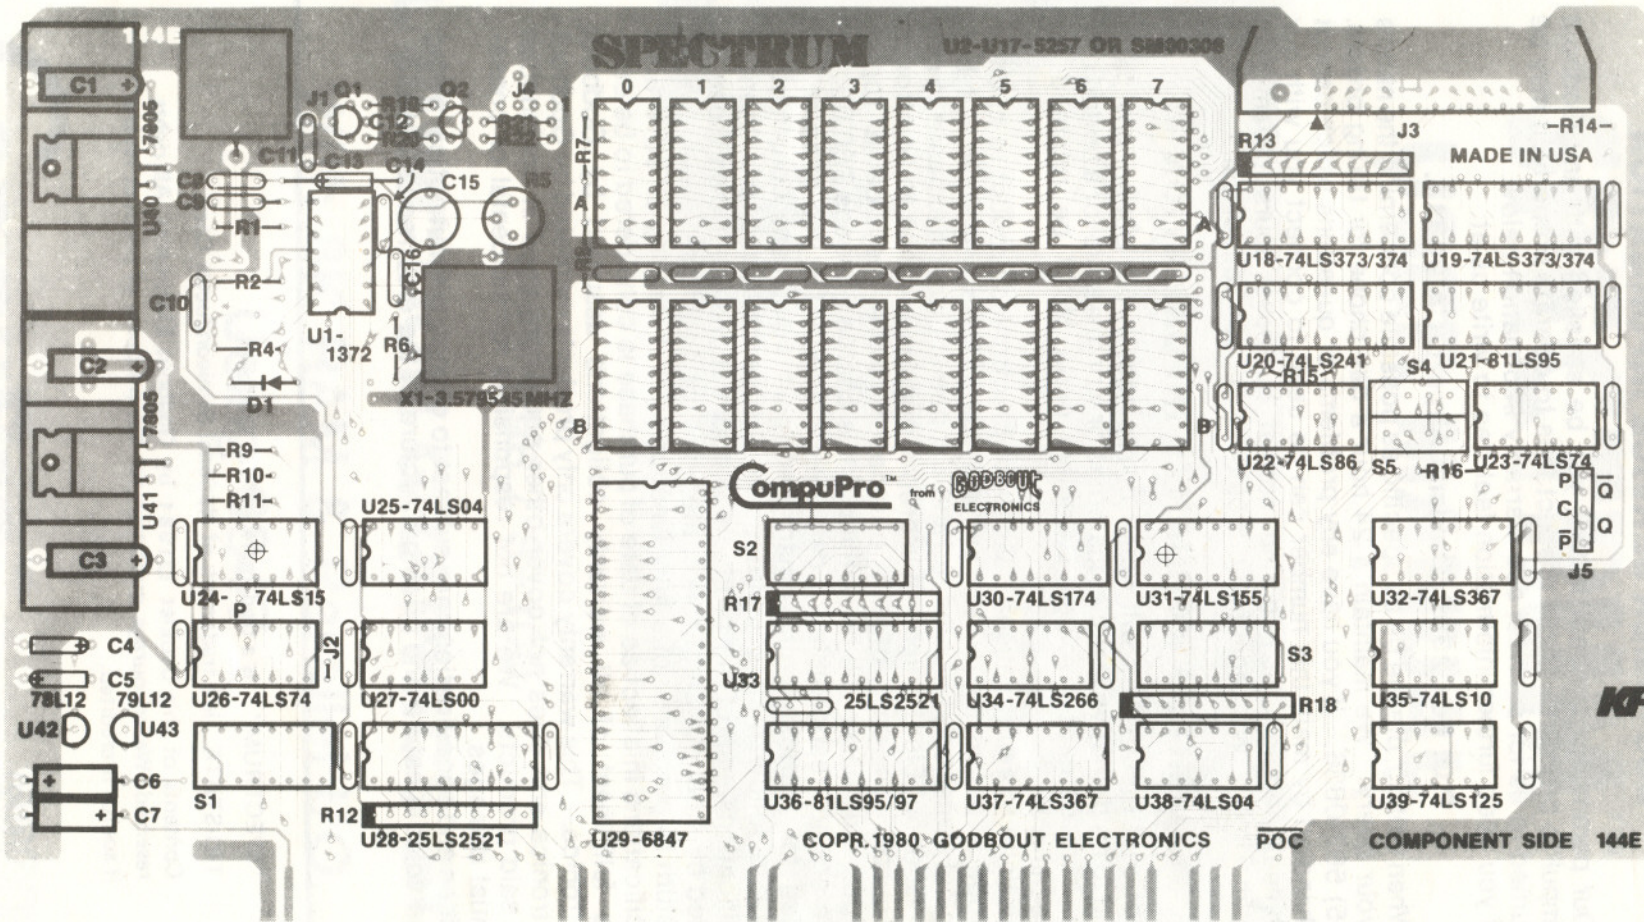 144E
SPECTRUM
U2-U17-5257 OR SM90306
0 1 2 3 4 5 6 7
C1
7805
U40
J1
Q1
R19
Q2
J4
1
C12
R21
R20
R22
C11
C13
C14
C8
C9
C15
R5
R1
R2
C10
C16
U1-
1372
R4
R6
D1
X1-3.579545 MHZ
R7
A
R8
B
J3
R14
R13
MADE IN USA
A
U18-74LS373/374
U19-74LS373/374
U20-74LS241
U21-81LS95
R15
S4
B
U22-74LS86
S5
R16
U23-74LS74
C2
7805
U41
C3
R9
R10
R11
U25-74LS04
CompuPro™
from
GODBOUT
ELECTRONICS
P Q
C
P Q
J5
S2
U24- 74LS15
P
R17
U30-74LS174
U31-74LS155
U32-74LS367
C4
C5
78L12 79L12
U42
U43
J2
U26-74LS74
U27-74LS00
U33
25LS2521
U34-74LS266
S3
R18
U35-74LS10
KF
C6
C7
S1
R12
U28-25LS2521
U29-6847
U36-81LS95/97
U37-74LS367
U38-74LS04
U39-74LS125
COPR. 1980 GODBOUT ELECTRONICS
POC
COMPONENT SIDE 144E